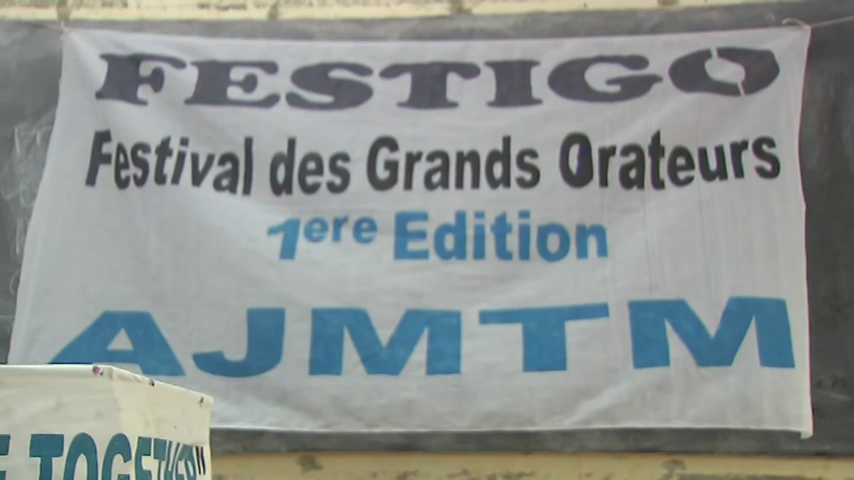 FESTIGO
Festival des Grands Orateurs
1ere Edition
AJMTM
TOGETHER"